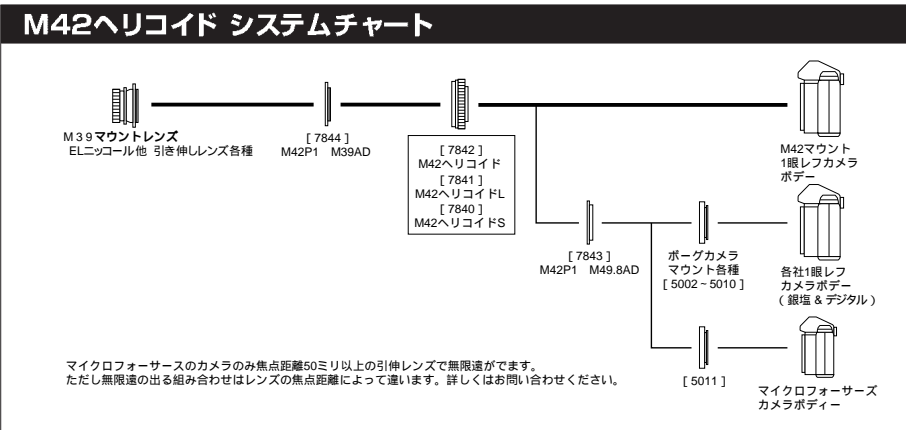 M42ヘリコイド システムチャート
M39マウントレンズ
ELニッコール他 引き伸しレンズ各種
[ 7844 ]
M42P1 M39AD
[ 7842 ]
M42ヘリコイド
[ 7841 ]
M42ヘリコイドL
[ 7840 ]
M42ヘリコイドS
M42マウント
1眼レフカメラ
ボデー
[ 7843 ]
M42P1 M49.8AD
ボーグカメラ
マウント各種
[ 5002~5010 ]
各社1眼レフ
カメラボデー
( 銀塩 & デジタル )
[ 5011 ]
マイクロフォーサーズ
カメラボディー
マイクロフォーサースのカメラのみ焦点距離50ミリ以上の引伸レンズで無限遠がでます。
ただし無限遠の出る組み合わせはレンズの焦点距離によって違います。詳しくはお問い合わせください。